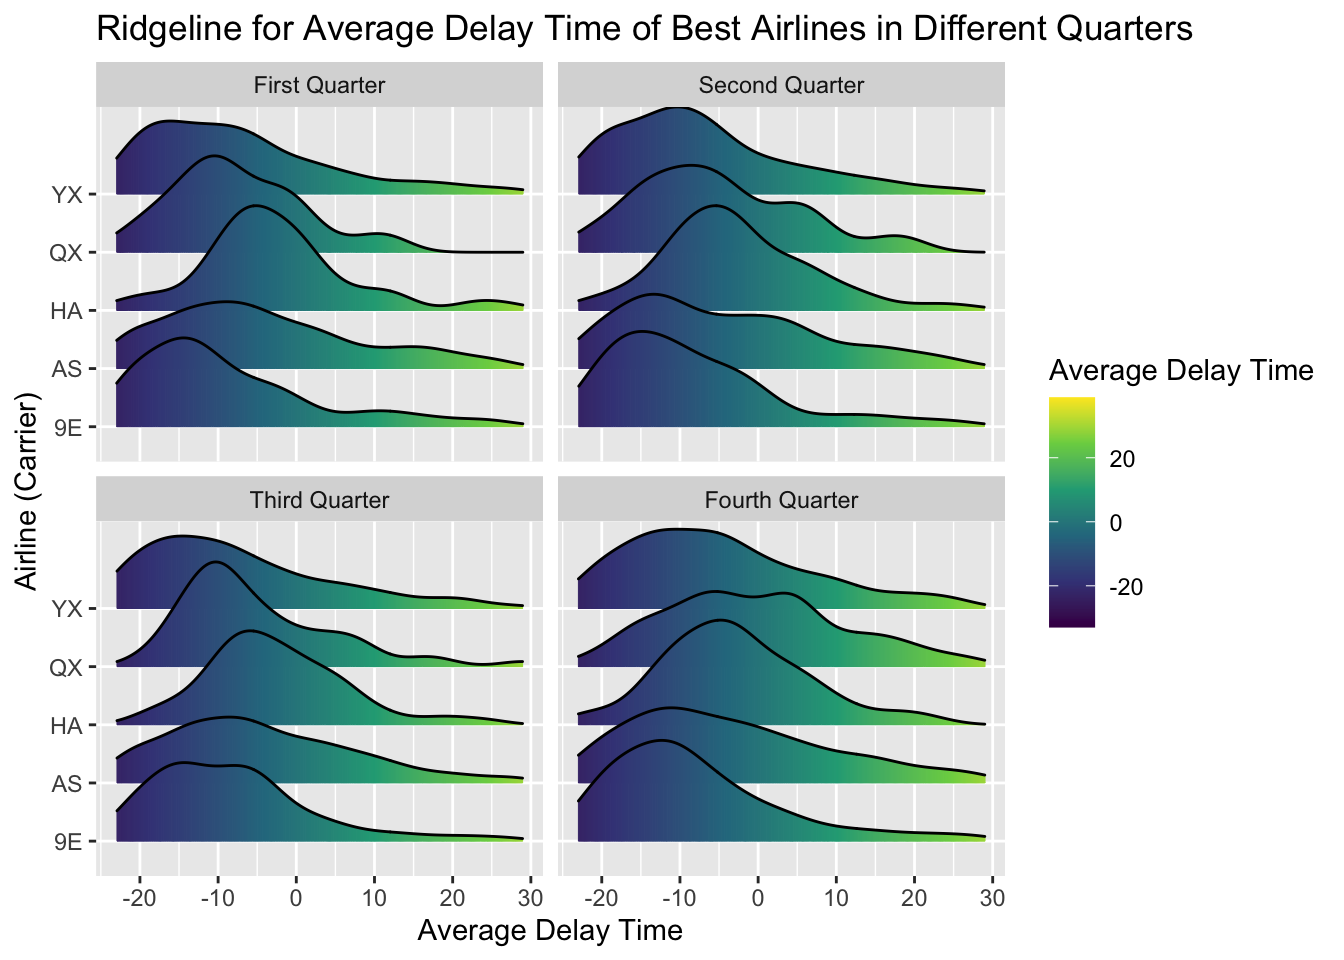 Ridgeline for Average Delay Time of Best Airlines in Different Quarters
First Quarter
Second Quarter
YX
QX
HA
AS
9E
Third Quarter
Fourth Quarter
YX
QX
HA
AS
9E
-20 -10 0 10 20 30
-20 -10 0 10 20 30
Average Delay Time
Airline (Carrier)
Average Delay Time
20
0
-20